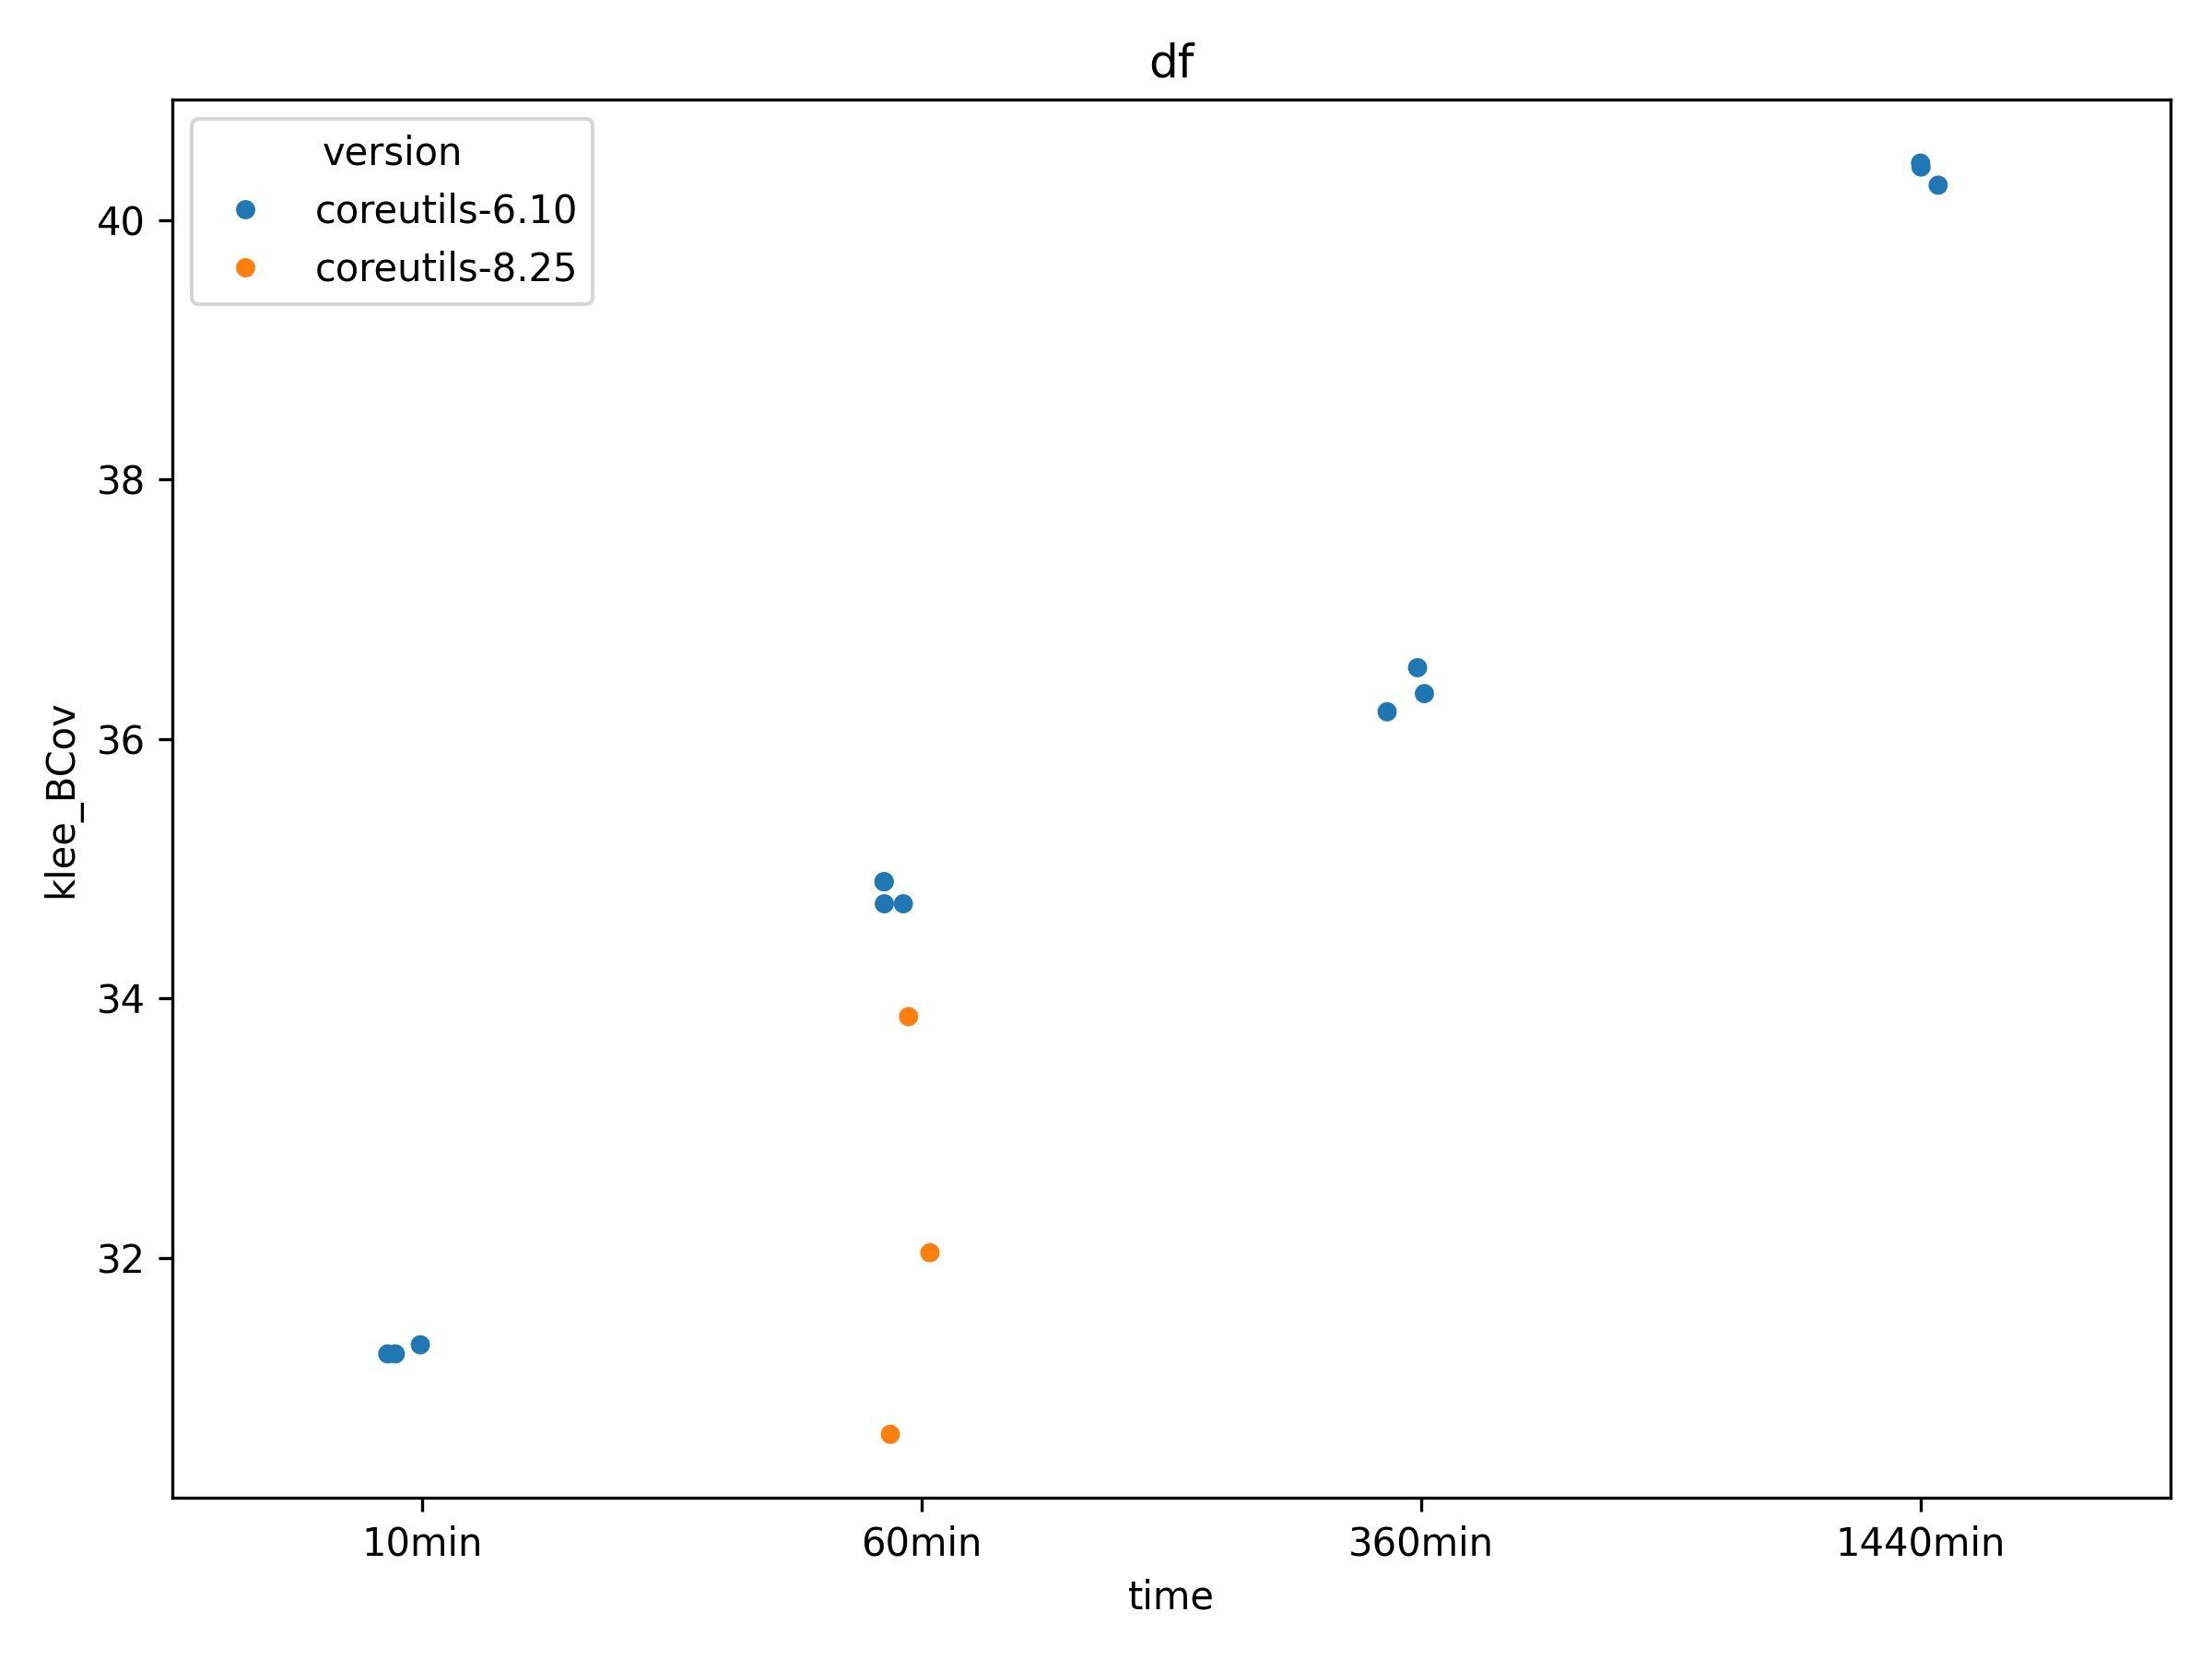 df
version
coreutils-6.10
coreutils-8.25
klee_BCov
40
38
36
34
32
10min
60min
360min
1440min
time